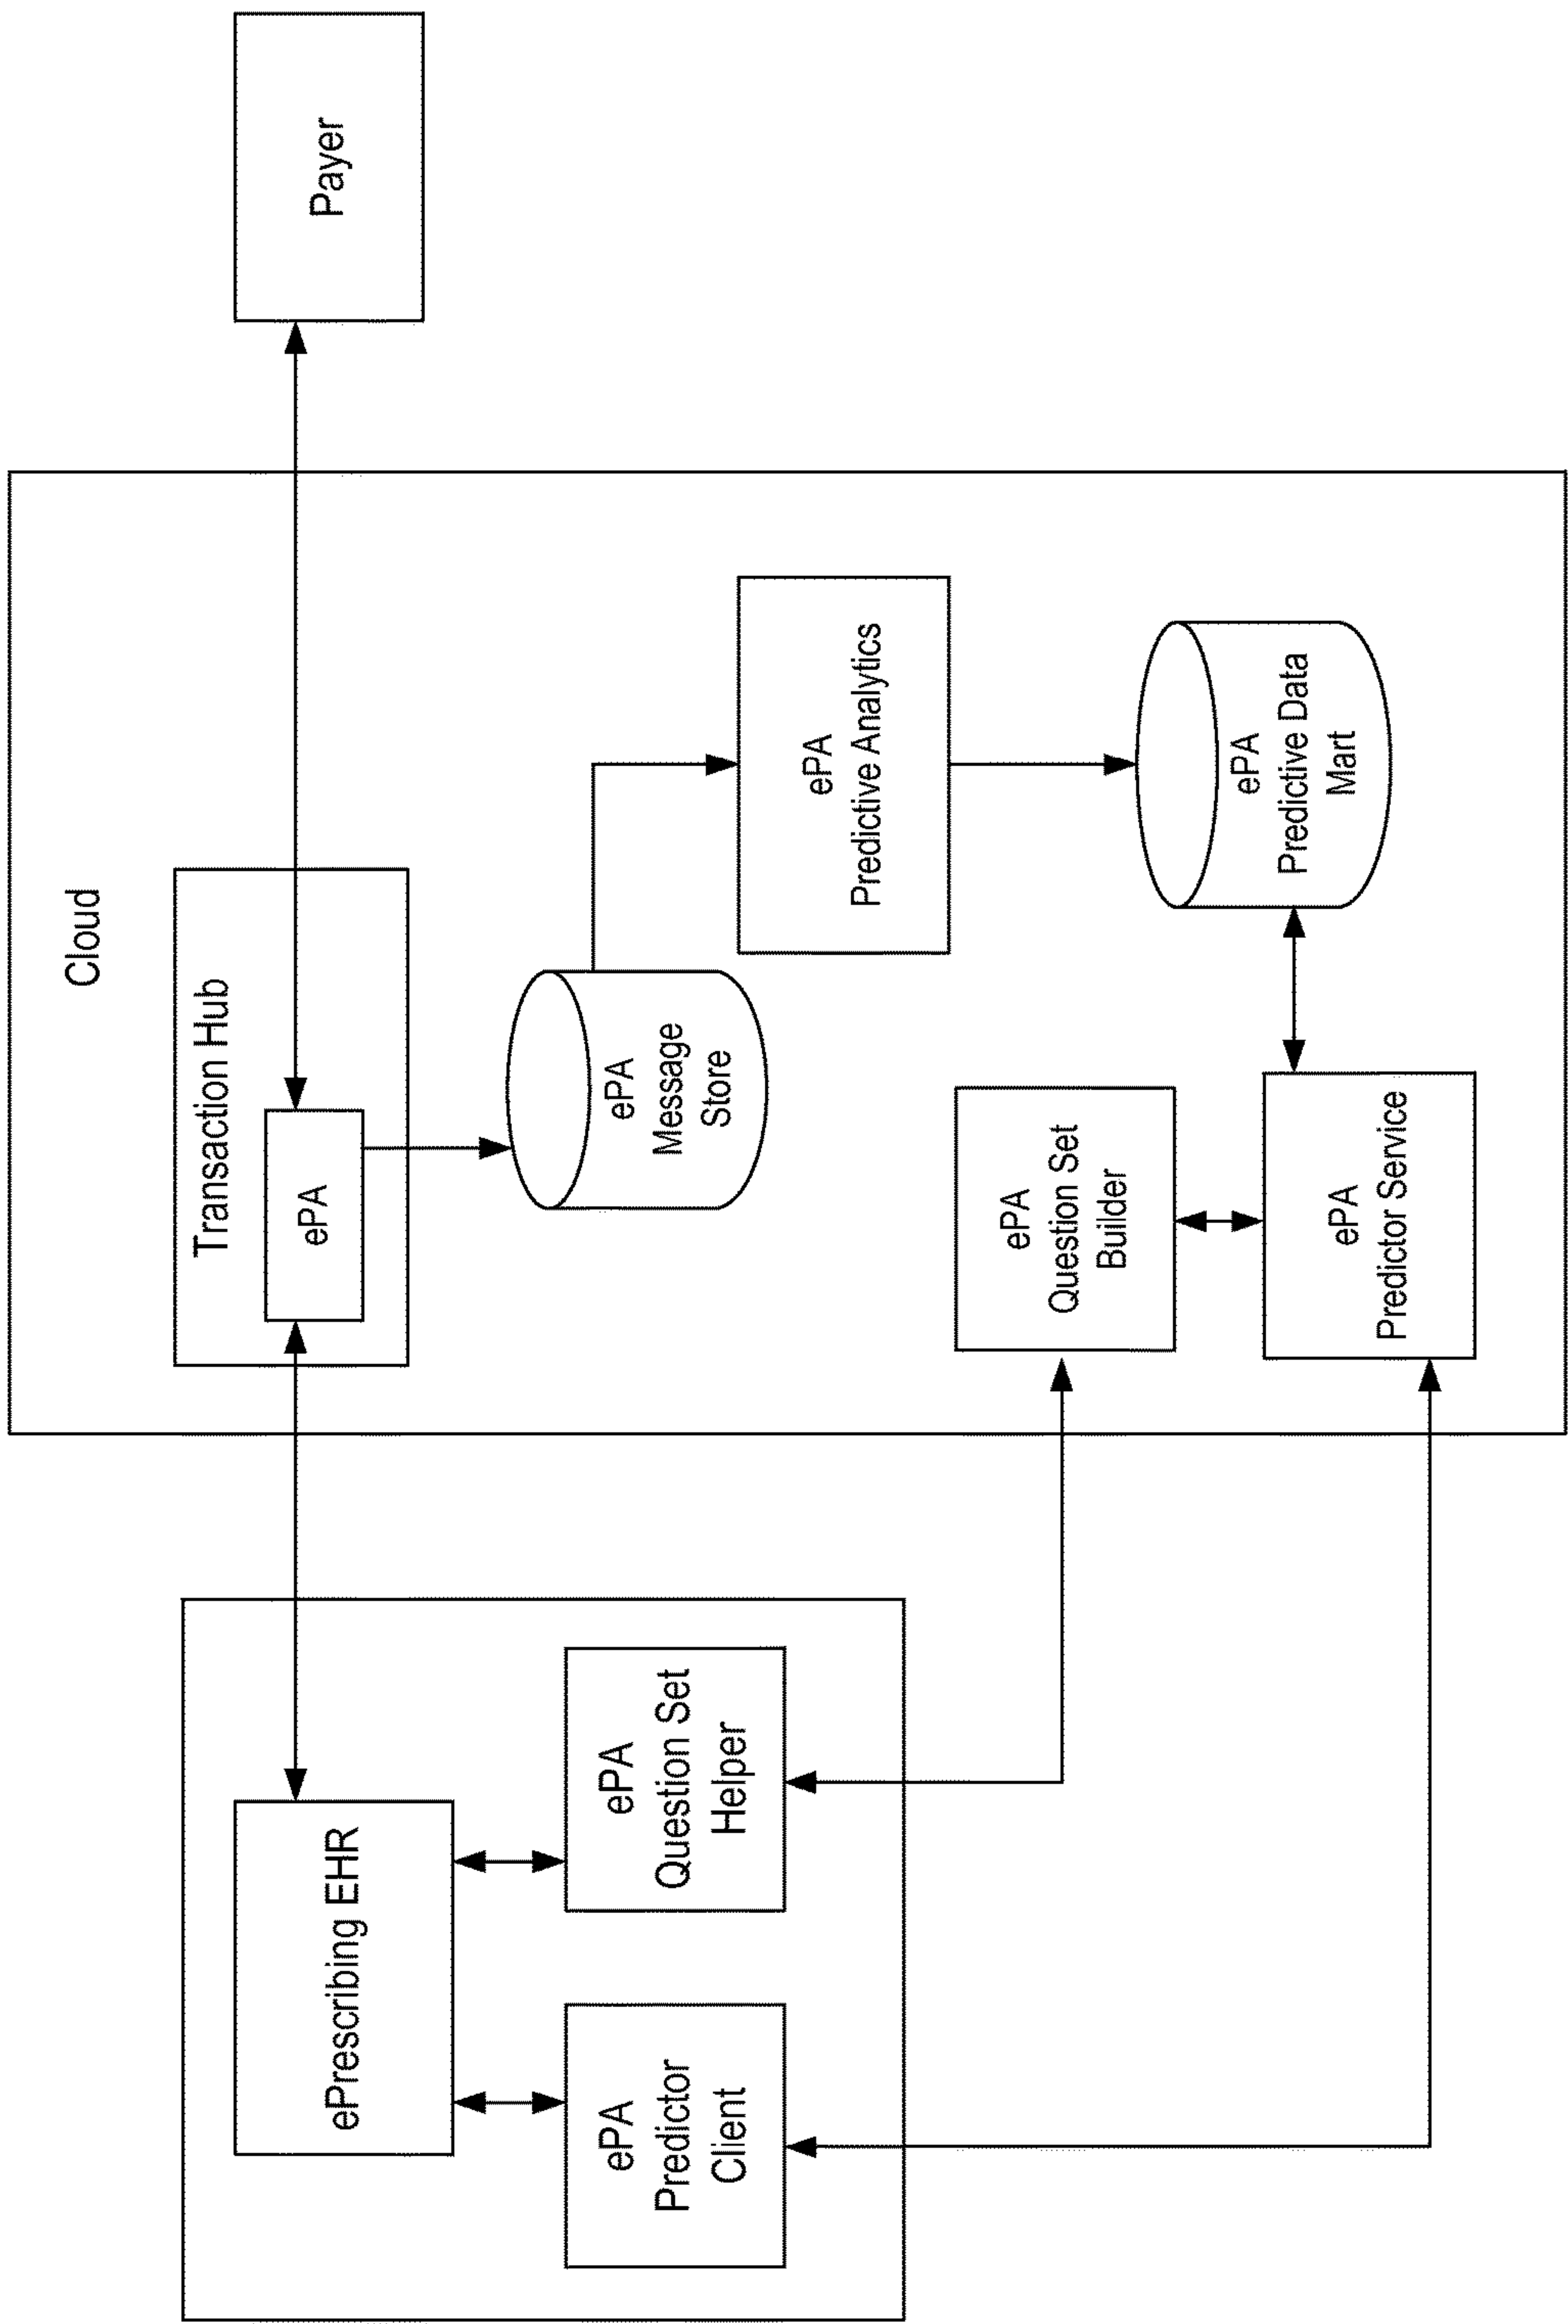 ePrescribing EHR
ePA
Predictor
Client
ePA
Question Set
Helper
Cloud
Transaction Hub
ePA
ePA
Message
Store
ePA
Predictive Analytics
ePA
Question Set
Builder
ePA
Predictor Service
ePA
Predictive Data
Mart
Payer